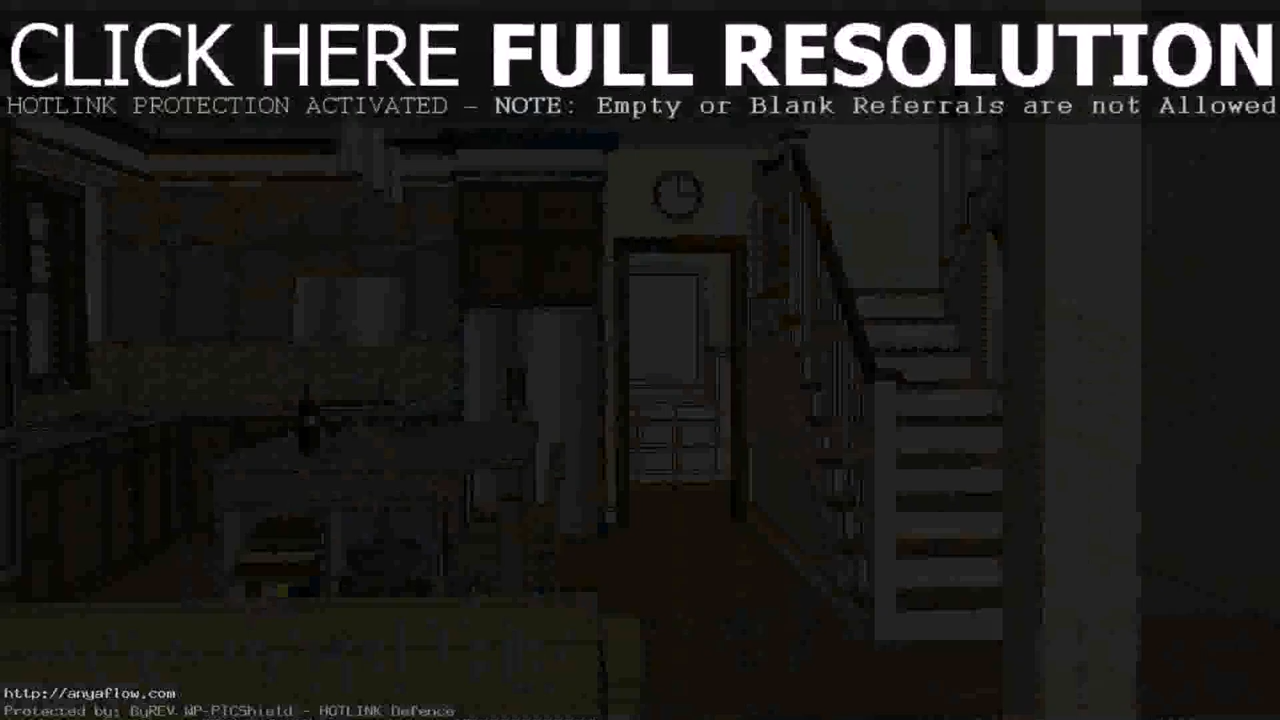 CLICK HERE FULL RESOLUTION
HOTLINK PROTECTION ACTIVATED – NOTE: Empty or Blank Referrals are not Allowed
http://anyaflow.com
Protected by: ByREV WP-PICShield - HOTLINK Defence